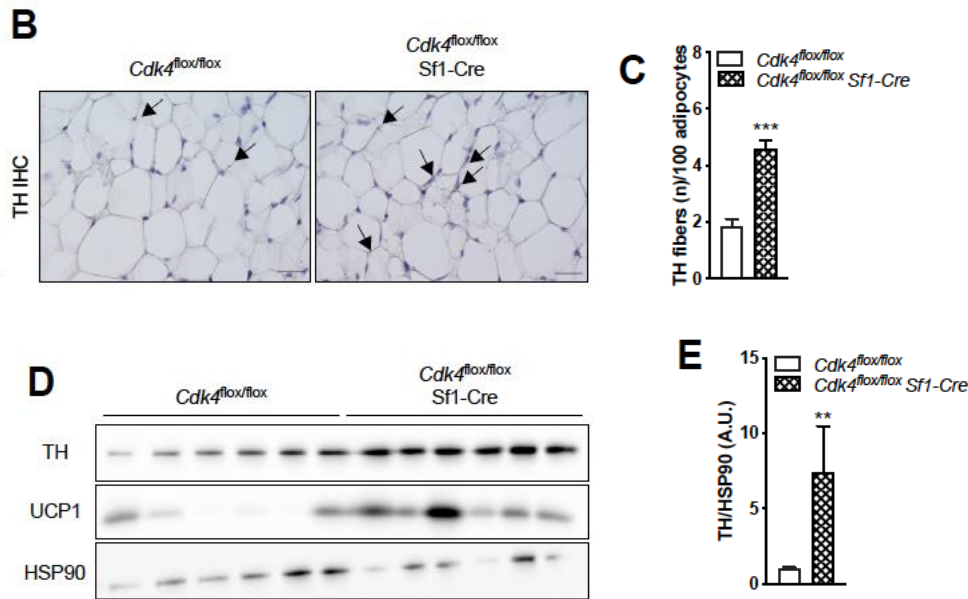 B
Cdk4flox/flox
Cdk4flox/flox
Sf1-Cre
TH IHC
C
TH fibers (n)/100 adipocytes
8
6
4
2
0
Cdk4flox/flox
Cdk4flox/flox Sf1-Cre
***
D
Cdk4flox/flox
Cdk4flox/flox
Sf1-Cre
TH
UCP1
HSP90
E
TH/HSP90 (A.U.)
15
10
5
0
Cdk4flox/flox
Cdk4flox/flox Sf1-Cre
**